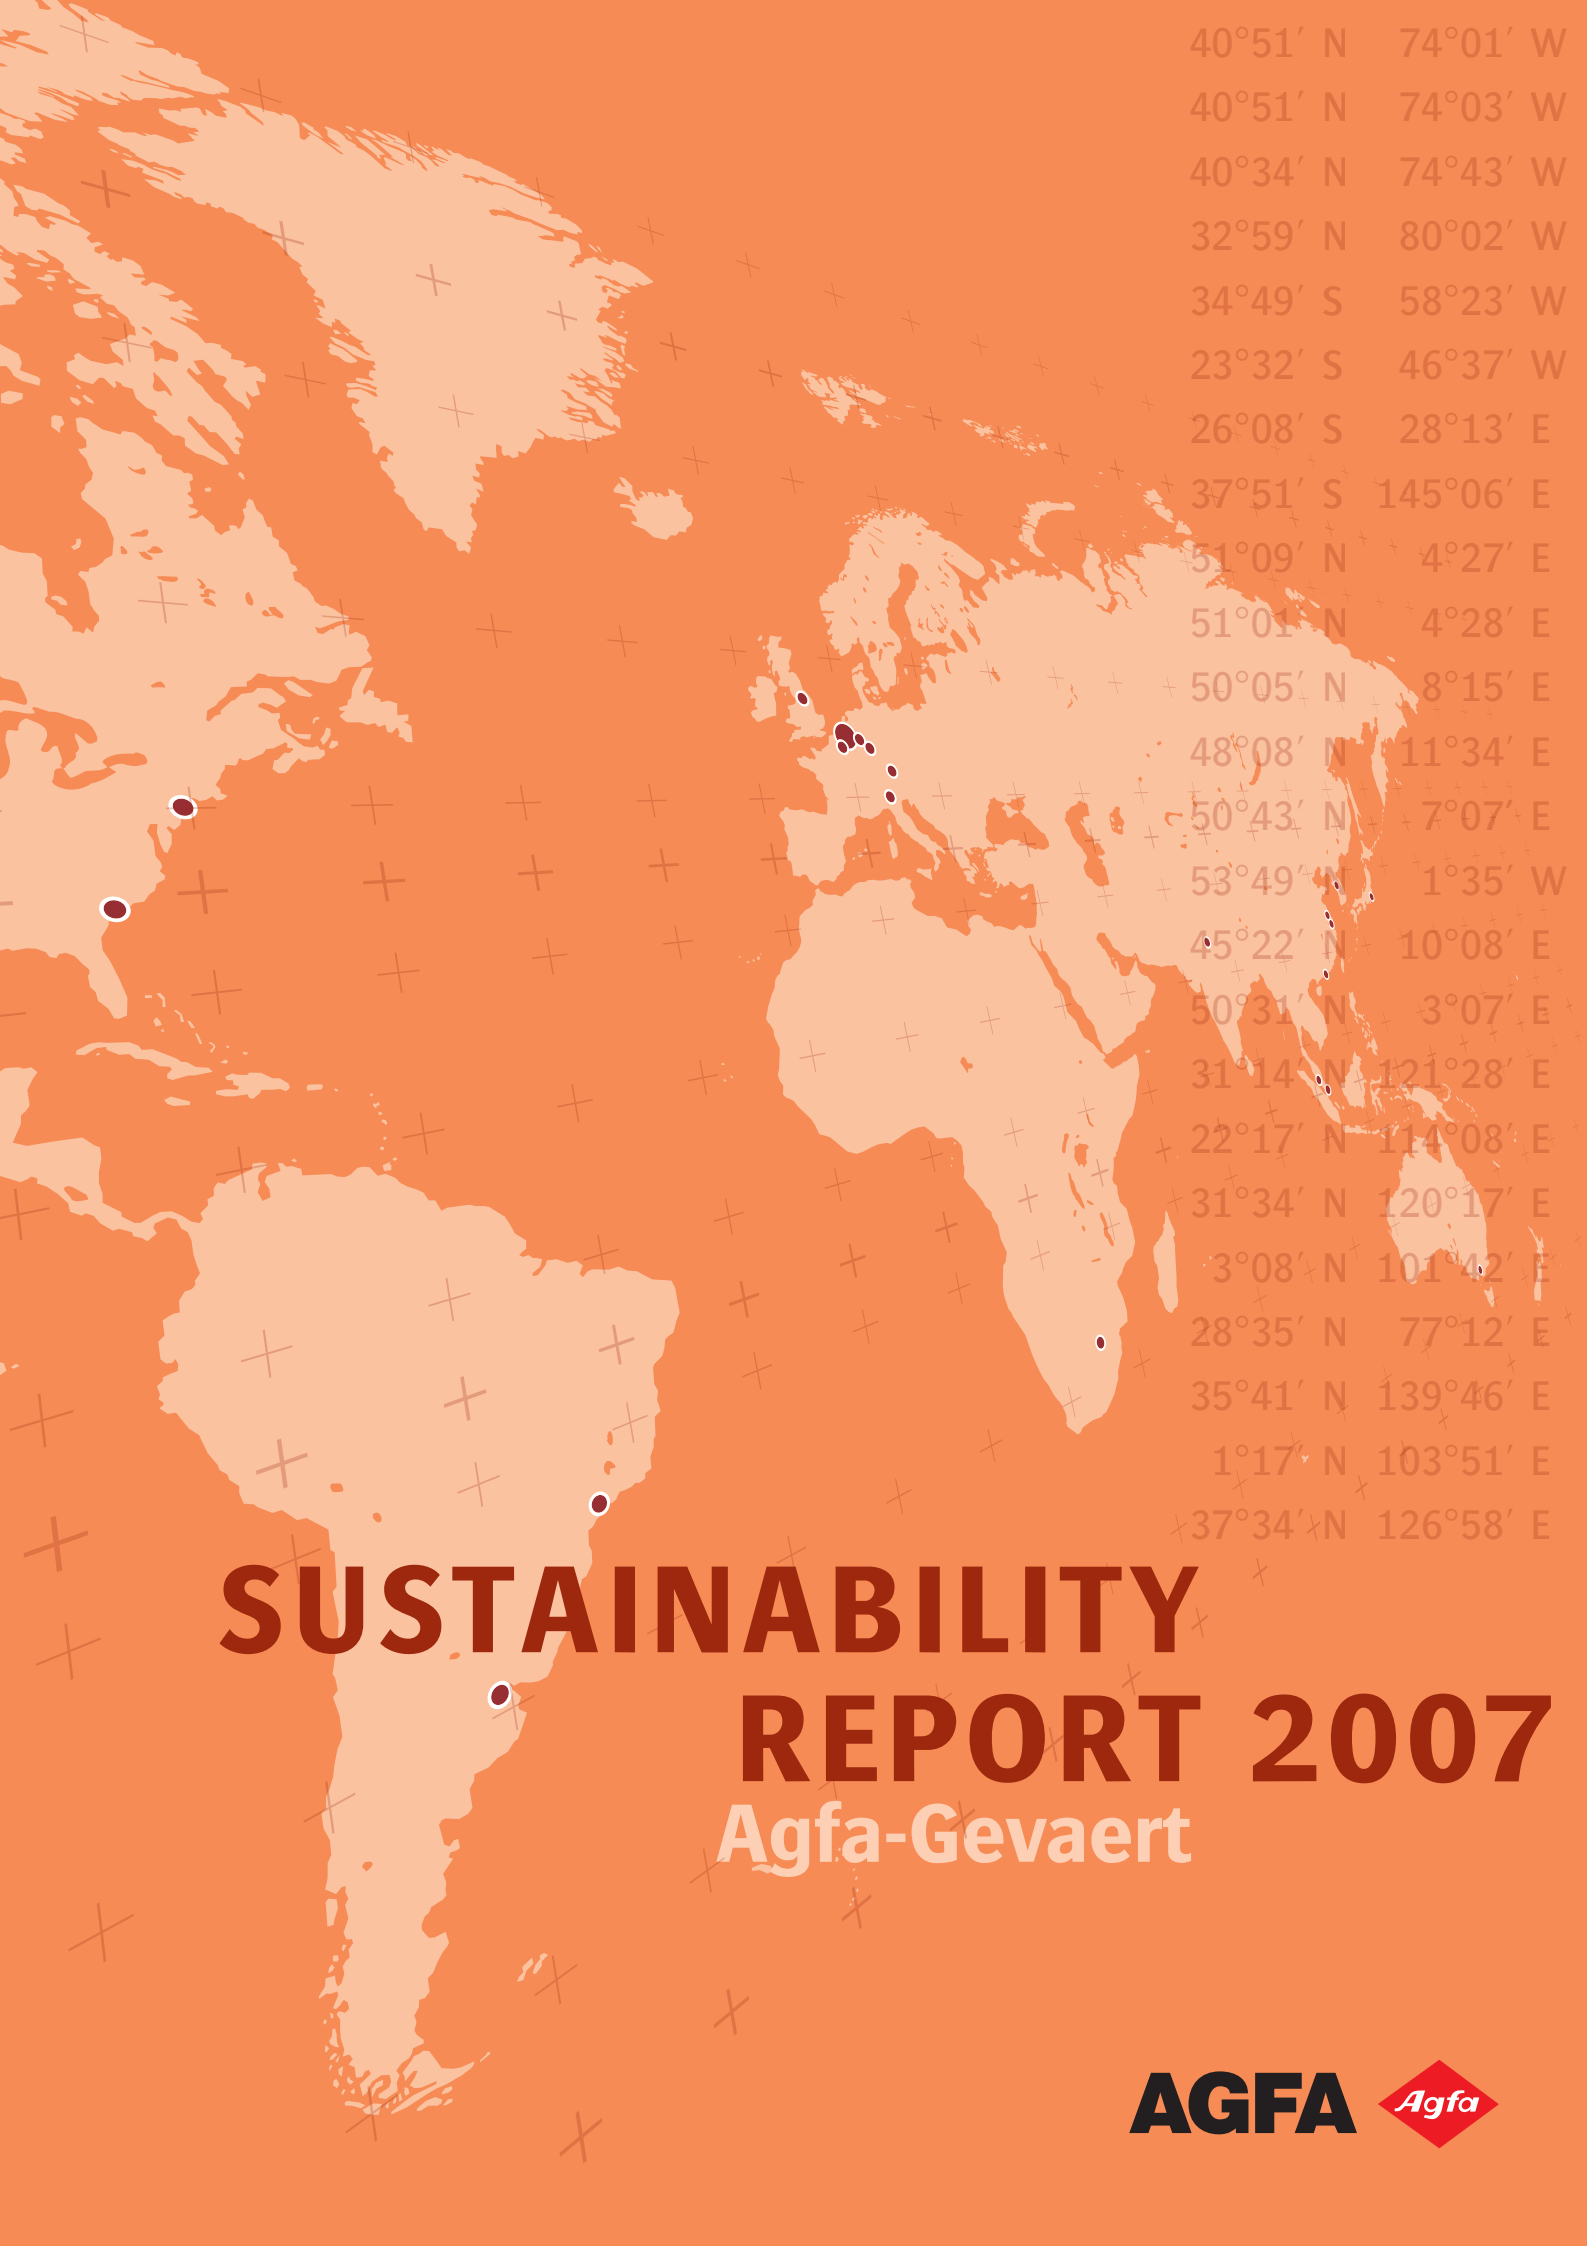 40°51′ N 74°01′ W
40°51′ N 74°03′ W
40°34′ N 74°43′ W
32°59′ N 80°02′ W
34°49′ S 58°23′ W
23°32′ S 46°37′ W
26°08′ S 28°13′ E
37°51′ S 145°06′ E
51°09′ N 4°27′ E
51°01′ N 4°28′ E
50°05′ N 8°15′ E
48°08′ N 11°34′ E
50°43′ N 7°07′ E
53°49′ N 1°35′ W
45°22′ N 10°08′ E
50°31′ N 3°07′ E
31°14′ N 121°28′ E
22°17′ N 114°08′ E
31°34′ N 120°17′ E
3°08′ N 101°42′ E
28°35′ N 77°12′ E
35°41′ N 139°46′ E
1°17′ N 103°51′ E
37°34′ N 126°58′ E
SUSTAINABILITY
REPORT 2007
Agfa-Gevaert
AGFA Agfa